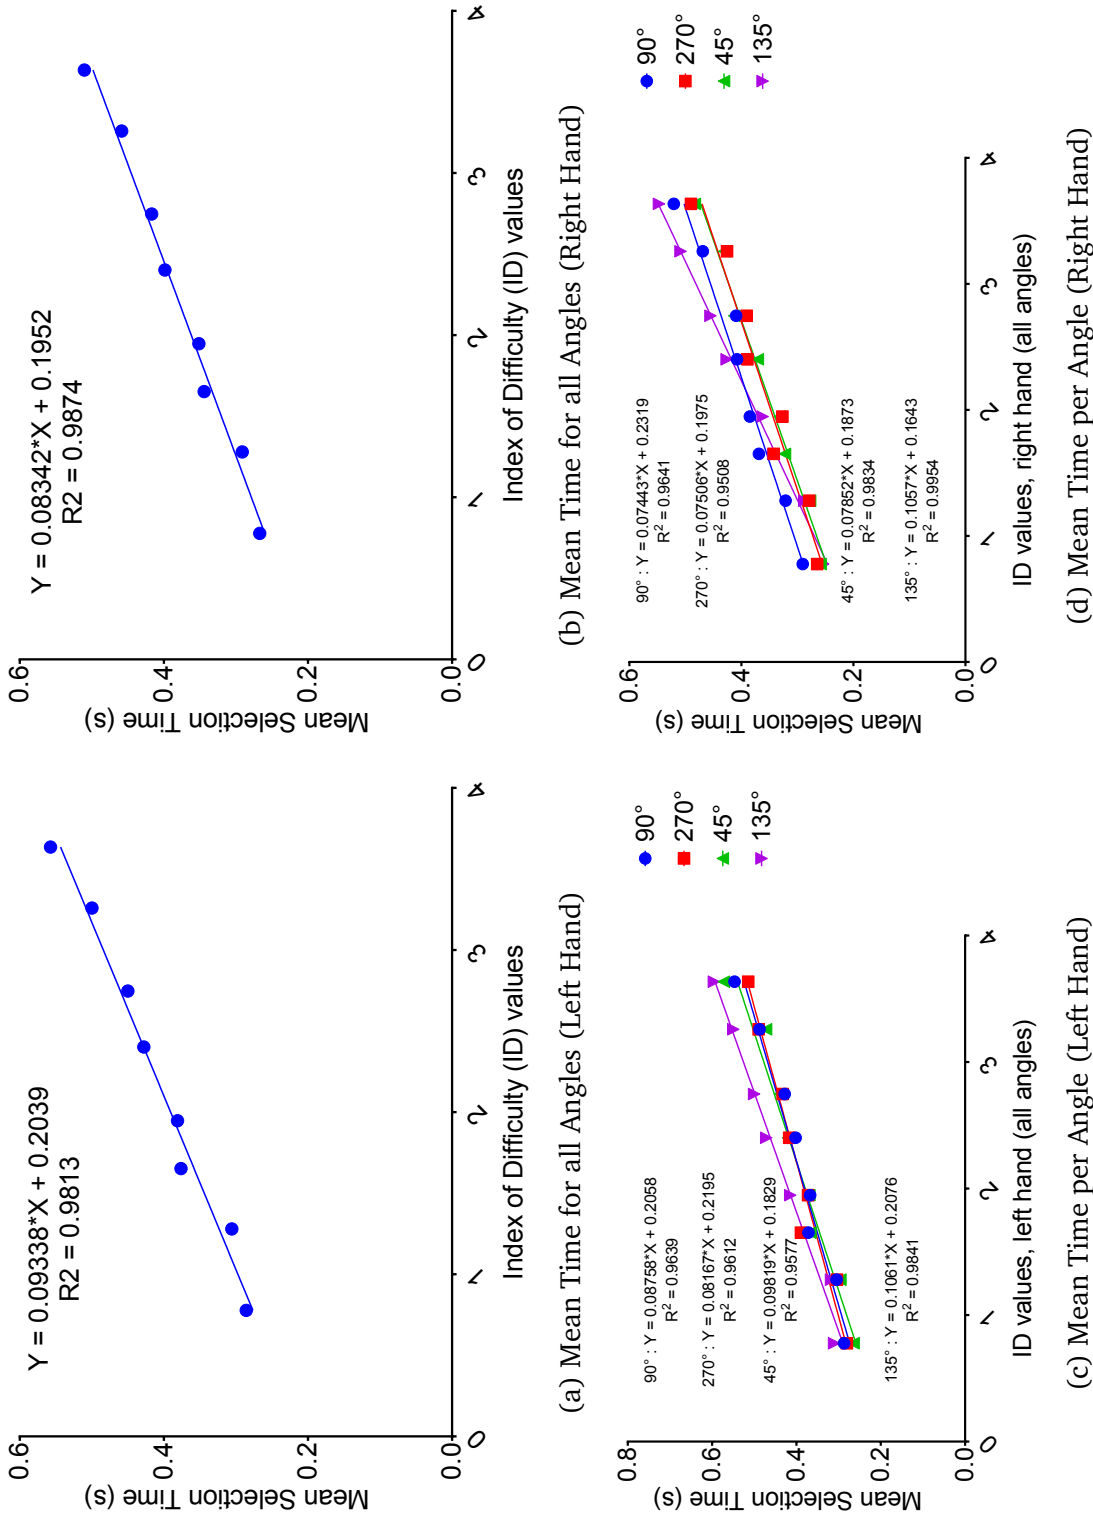 Y = 0.09338*X + 0.2039
R2 = 0.9813
Mean Selection Time (s)
0.6
0.4
0.2
0.0
0 1 2 3 4
Index of Difficulty (ID) values
(a) Mean Time for all Angles (Left Hand)
Y = 0.08342*X + 0.1952
R2 = 0.9874
Mean Selection Time (s)
0.6
0.4
0.2
0.0
0 1 2 3 4
Index of Difficulty (ID) values
(b) Mean Time for all Angles (Right Hand)
Mean Selection Time (s)
0.8
0.6
0.4
0.2
0.0
90° : Y = 0.08758*X + 0.2058
R² = 0.9639
270° : Y = 0.08167*X + 0.2195
R² = 0.9612
45° : Y = 0.09819*X + 0.1829
R² = 0.9577
135° : Y = 0.1061*X + 0.2076
R² = 0.9841
90°
270°
45°
135°
0 1 2 3 4
ID values, left hand (all angles)
(c) Mean Time per Angle (Left Hand)
Mean Selection Time (s)
0.6
0.4
0.2
0.0
90° : Y = 0.07443*X + 0.2319
R² = 0.9641
270° : Y = 0.07506*X + 0.1975
R² = 0.9508
45° : Y = 0.07852*X + 0.1873
R² = 0.9834
135° : Y = 0.1057*X + 0.1643
R² = 0.9954
90°
270°
45°
135°
0 1 2 3 4
ID values, right hand (all angles)
(d) Mean Time per Angle (Right Hand)